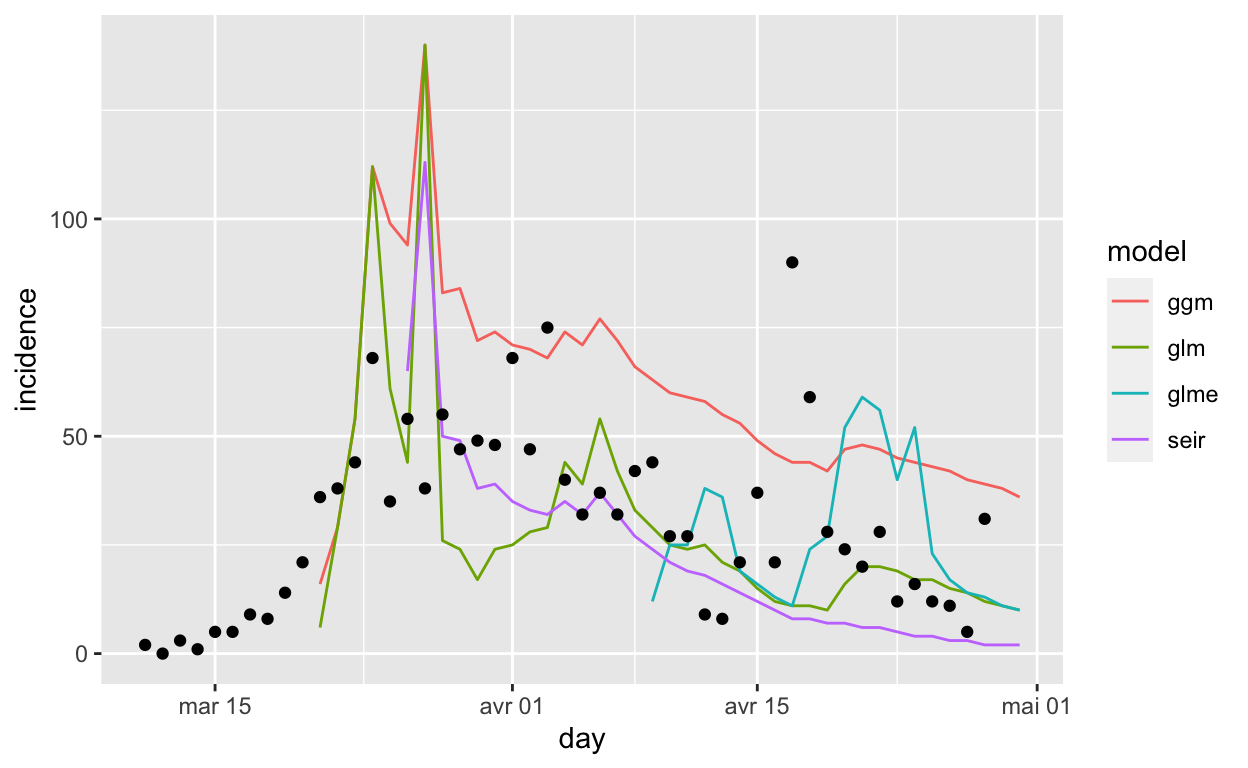 incidence
100
50
0
mar 15
avr 01
avr 15
mai 01
day
model
ggm
glm
glme
seir